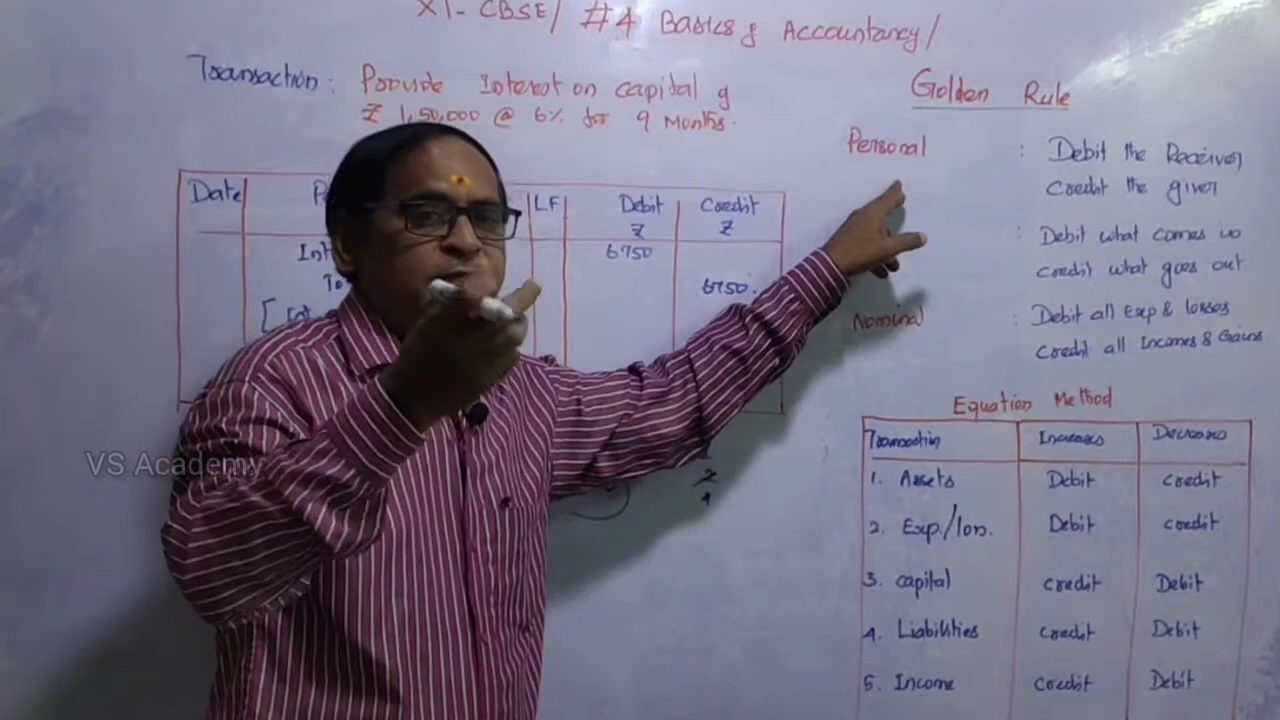 XI - CBSE / #4 Basics of Accountancy /
Transaction: Provide Interest on capital of
₹ 1,50,000 @ 6% for 9 Months.
Date LF Debit ₹ Credit ₹
Int 6750
To 6750
Golden Rule
Personal : Debit the Receiver
Credit the giver
: Debit what comes in
Credit what goes out
Nominal : Debit all Exp & losses
Credit all Incomes & Gains
Equation Method
Transaction Increases Decreases
1. Assets Debit Credit
2. Exp./loss. Debit Credit
3. Capital Credit Debit
4. Liabilities Credit Debit
5. Income Credit Debit
VS Academy